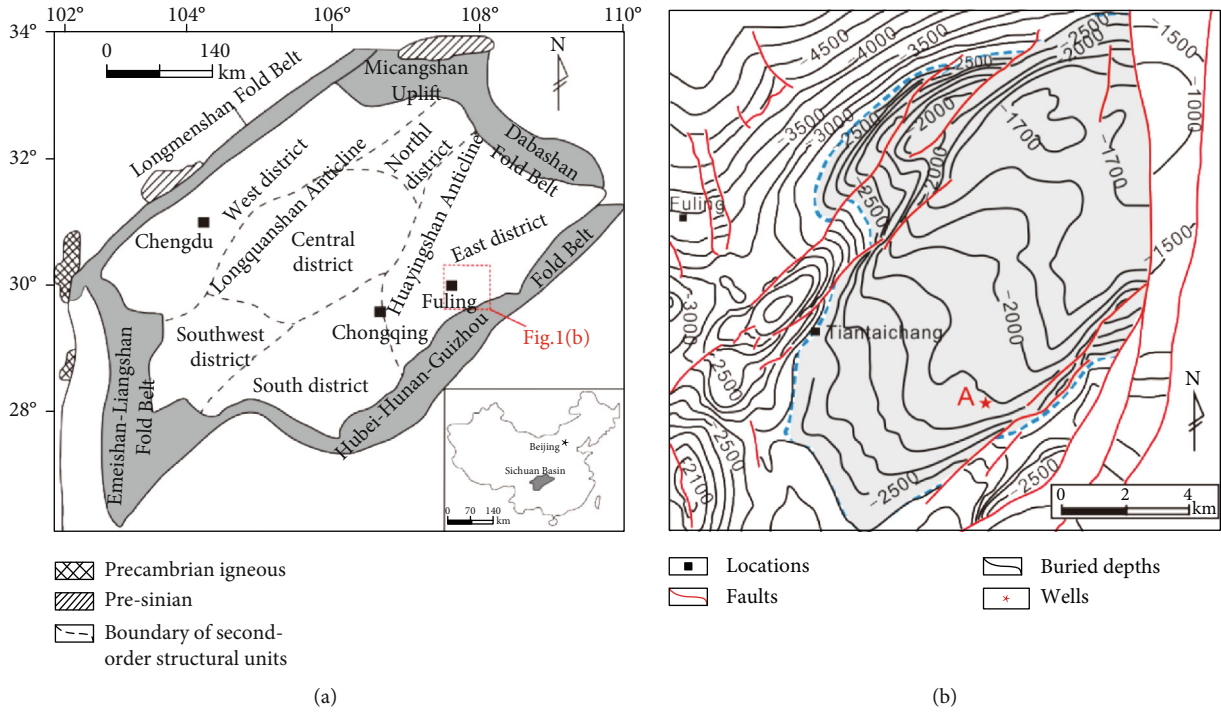 102°
104°
106°
108°
110°
34°
32°
30°
28°
0
140
km
N
Micangshan
Uplift
Longmenshan Fold Belt
Dabashan
Fold Belt
West district
Longquanshan Anticline
Northl
district
Huayingshan Anticline
Chengdu
Central
district
East district
Fold Belt
Fuling
Chongqing
Fig.1(b)
Southwest
district
South district
Hubei-Hunan-Guizhou
Emeishan-Liangshan
Fold Belt
Beijing
Sichuan Basin
0 70 140
km
Precambrian igneous
Pre-sinian
Boundary of second-
order structural units
(a)
-4500
-4000
-3500
-2500
-2000
-1500
-1000
-2500
-3500
-3000
-2500
-2000
-1700
-1700
-2000
-2500
Fuling
-1500
-3000
-2000
Tiantaichang
2500
A
N
-2500
-2500
2100
0 2 4
km
Locations
Faults
Buried depths
Wells
(b)